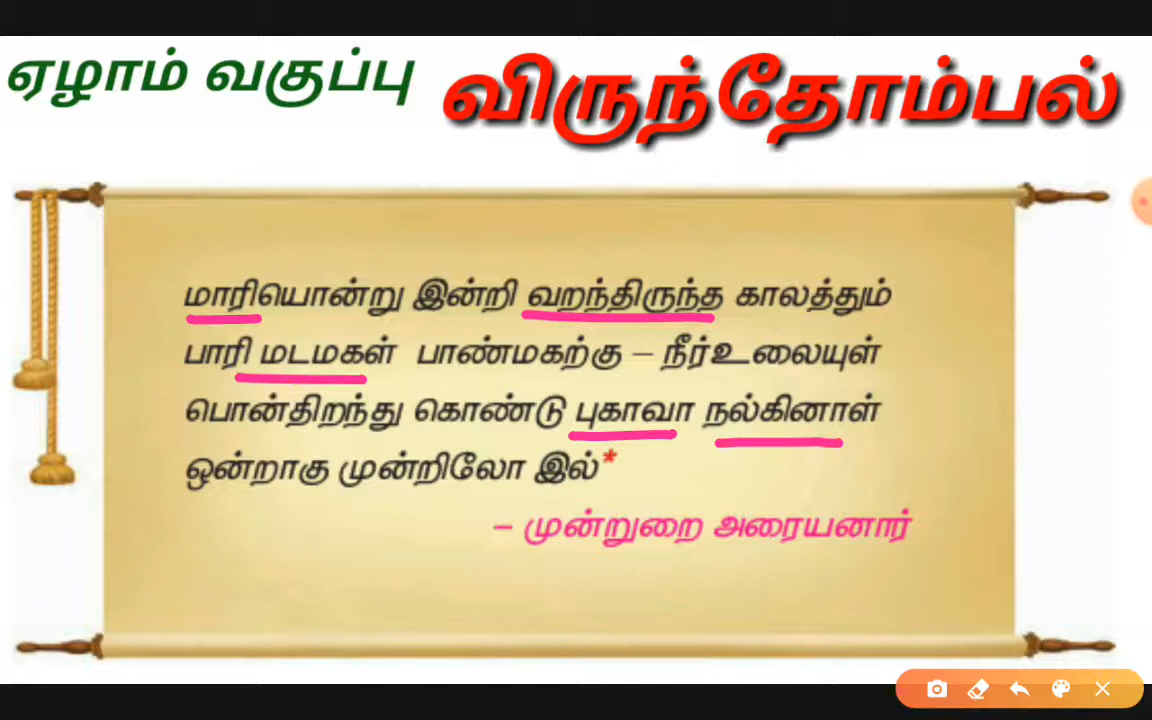 ஏழாம் வகுப்பு விருந்தோம்பல்
மாரியொன்று இன்றி வறந்திருந்த காலத்தும்
பாரி மடமகள் பாண்மகற்கு – நீர்உலையுள்
பொன்திறந்து கொண்டு புகாவா நல்கினாள்
ஒன்றாகு முன்றிலோ இல்*
– முன்றுறை அரையனார்